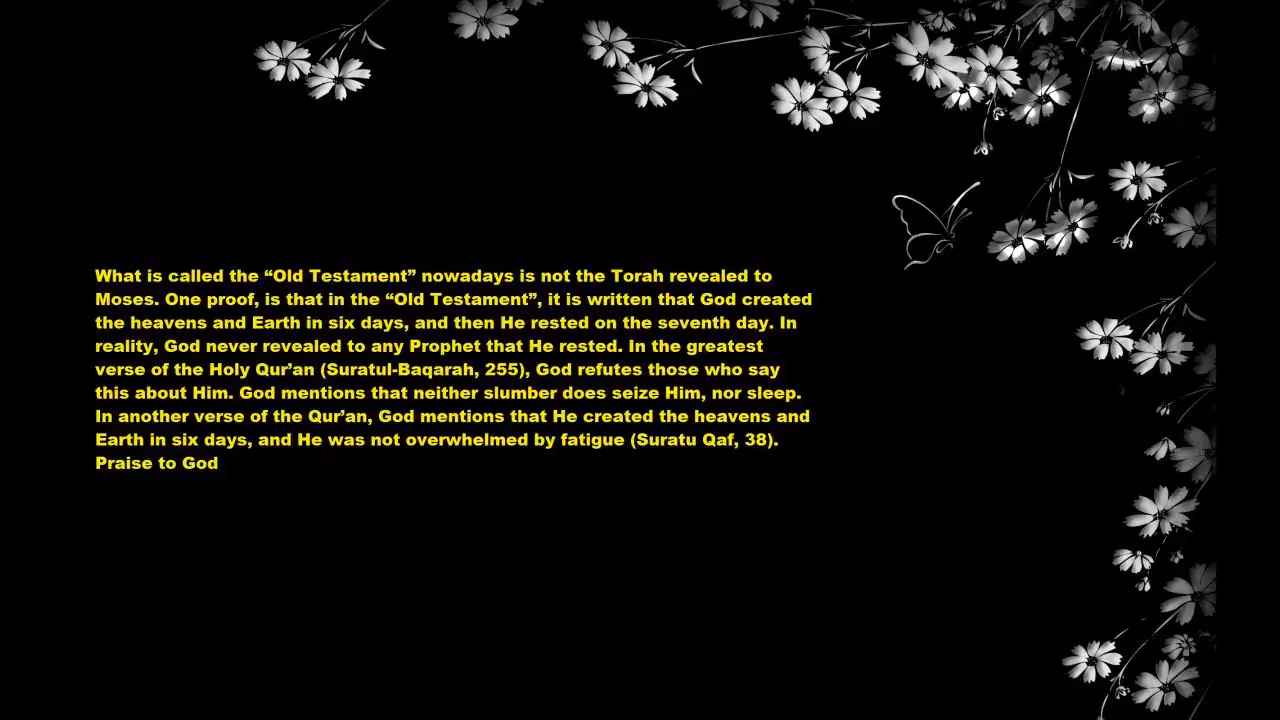 What is called the “Old Testament” nowadays is not the Torah revealed to
Moses. One proof, is that in the “Old Testament”, it is written that God created
the heavens and Earth in six days, and then He rested on the seventh day. In
reality, God never revealed to any Prophet that He rested. In the greatest
verse of the Holy Qur’an (Suratul-Baqarah, 255), God refutes those who say
this about Him. God mentions that neither slumber does seize Him, nor sleep.
In another verse of the Qur’an, God mentions that He created the heavens and
Earth in six days, and He was not overwhelmed by fatigue (Suratu Qaf, 38).
Praise to God